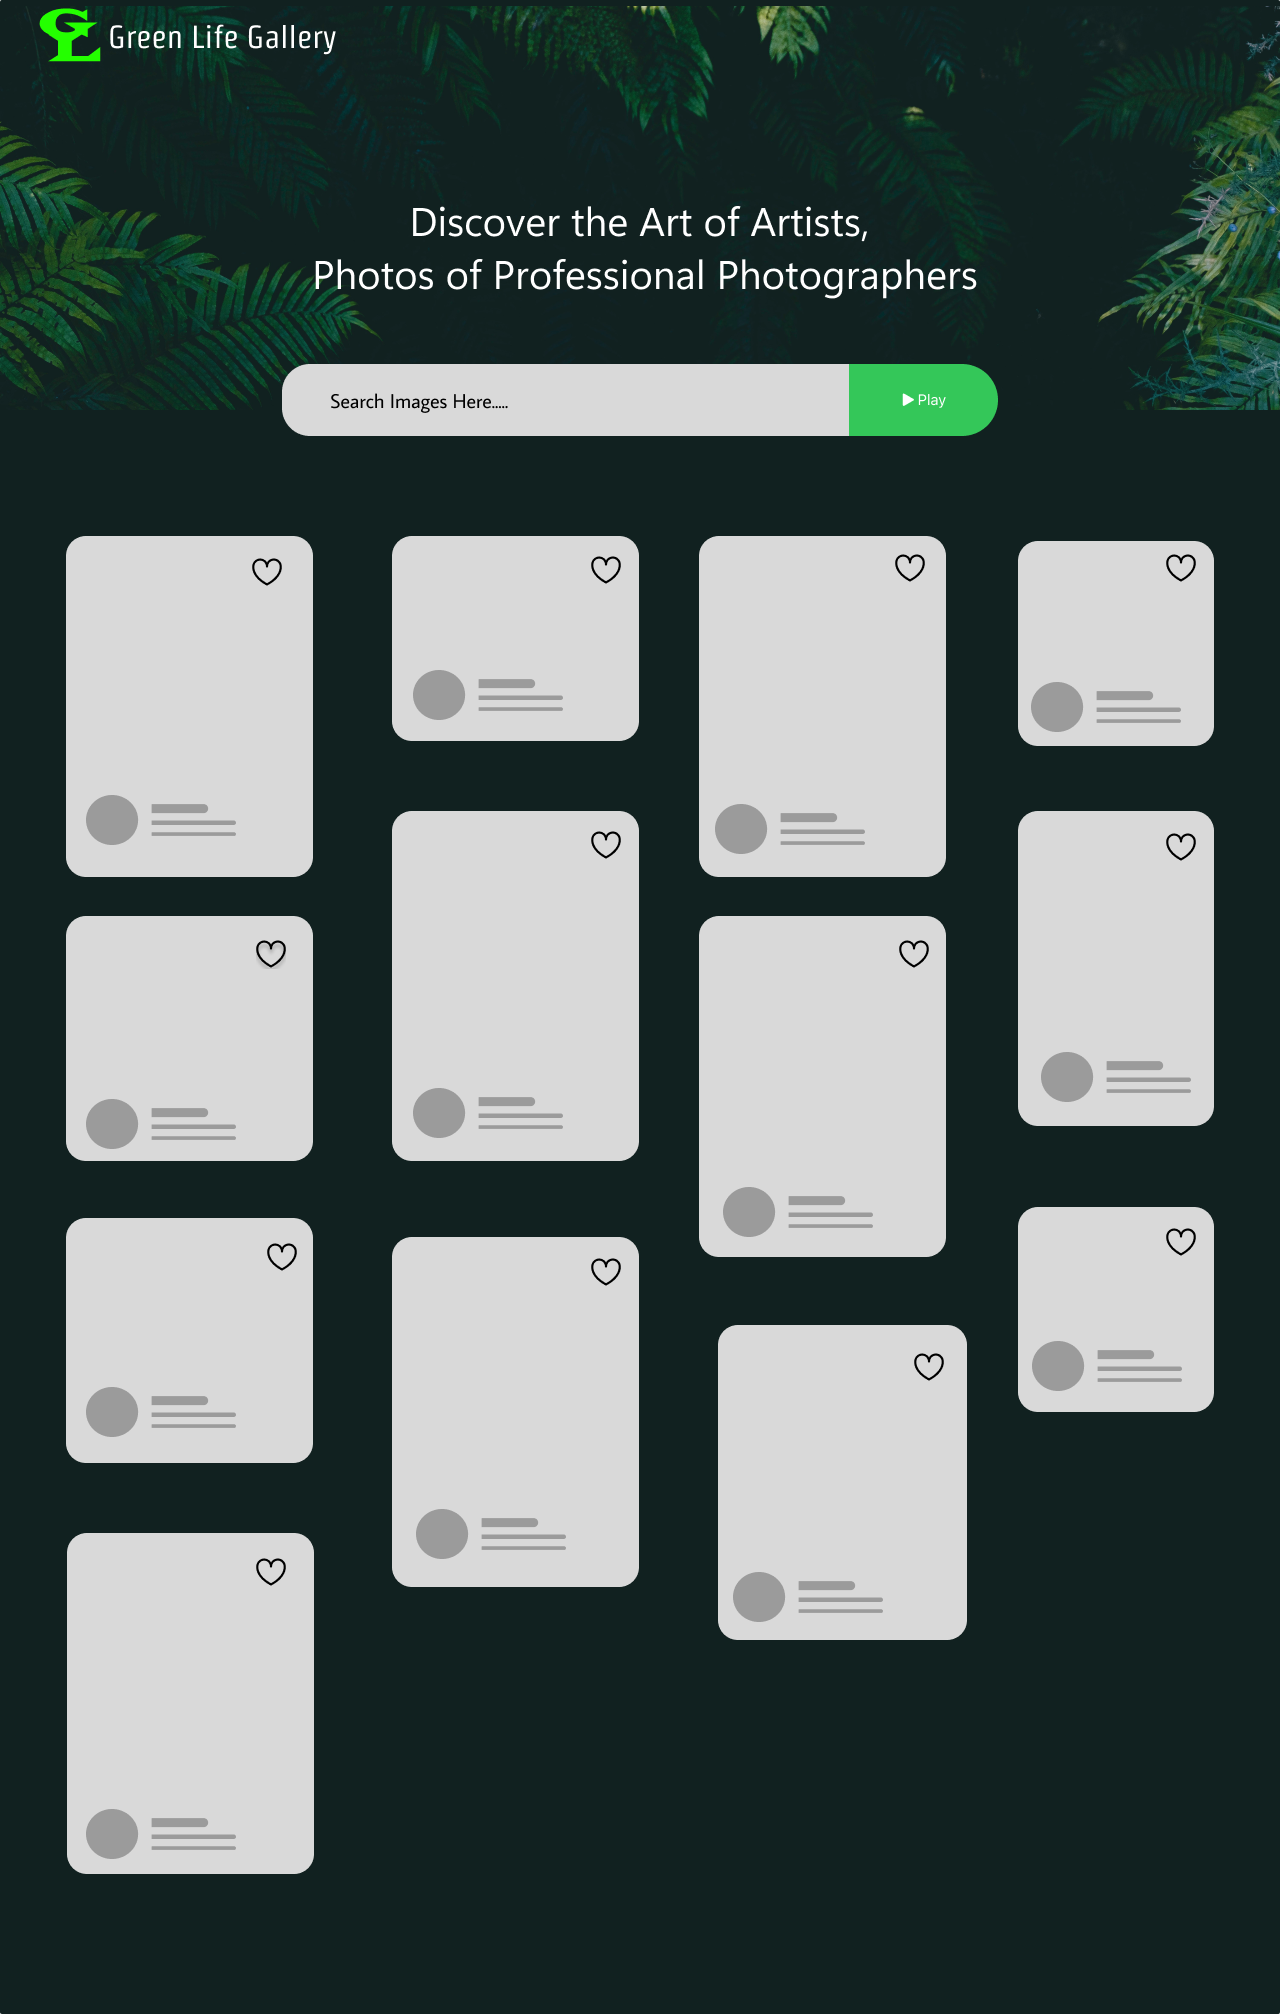 GL Green Life Gallery
Discover the Art of Artists,
Photos of Professional Photographers
Search Images Here.....
Play